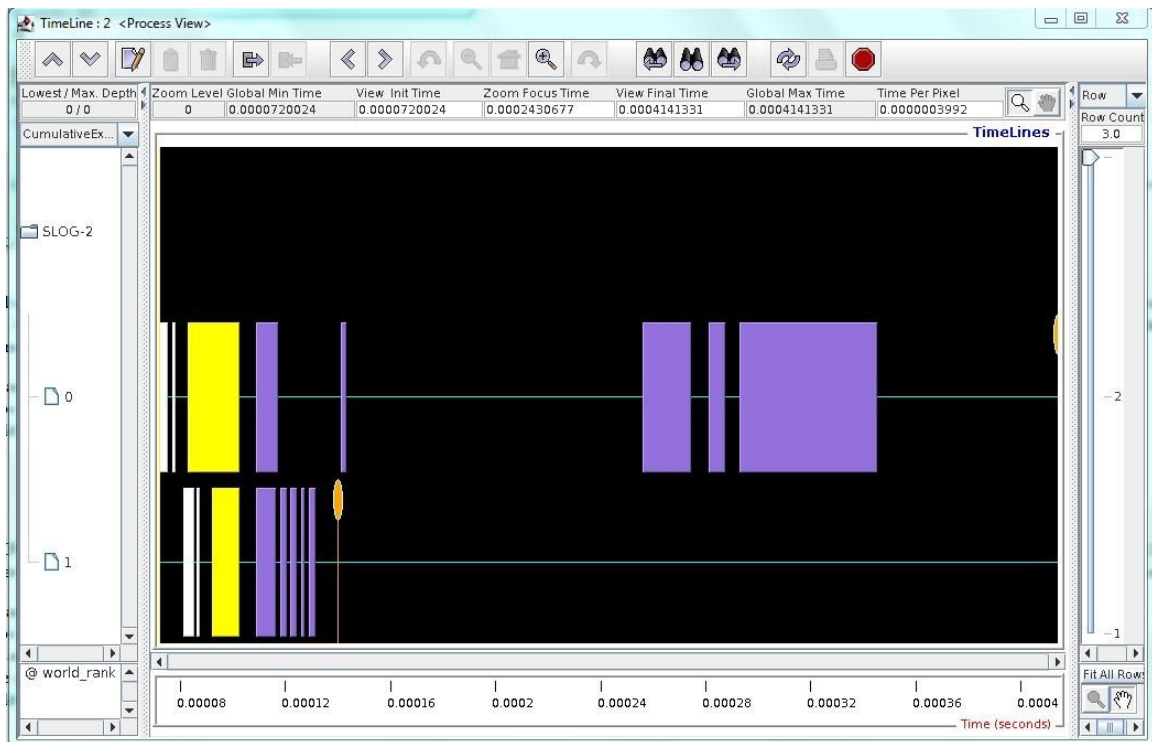 TimeLine : 2 <Process View>
Lowest / Max. Depth Zoom Level Global Min Time View Init Time Zoom Focus Time View Final Time Global Max Time Time Per Pixel Row
0 / 0 0 0.0000720024 0.0000720024 0.0002430677 0.0004141331 0.0004141331 0.0000003992 Row Count
CumulativeEx... 3.0
TimeLines
SLOG-2
0
2
1
1
@ world_rank
Fit All Rows
0.00008 0.00012 0.00016 0.0002 0.00024 0.00028 0.00032 0.00036 0.0004
Time (seconds)